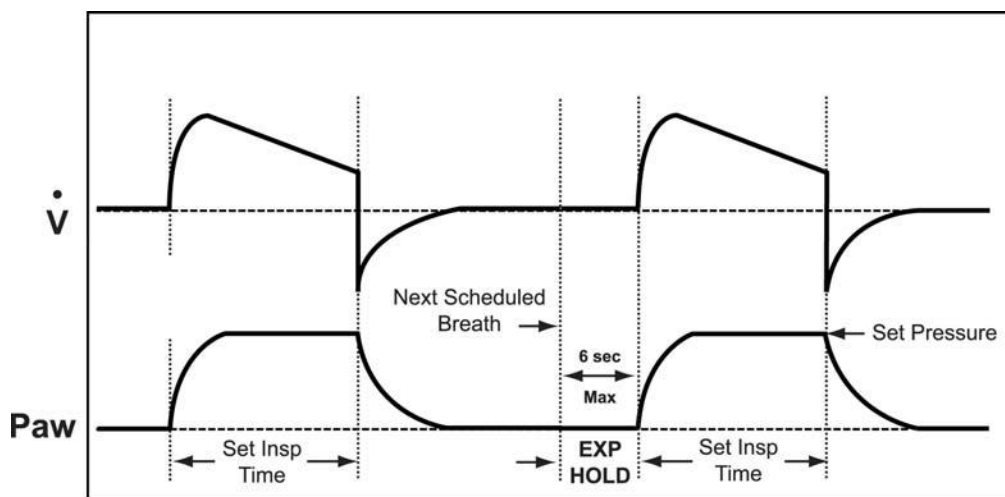 V̇
Next Scheduled
Breath
Set Pressure
6 sec
Max
Paw
Set Insp
Time
EXP
HOLD
Set Insp
Time